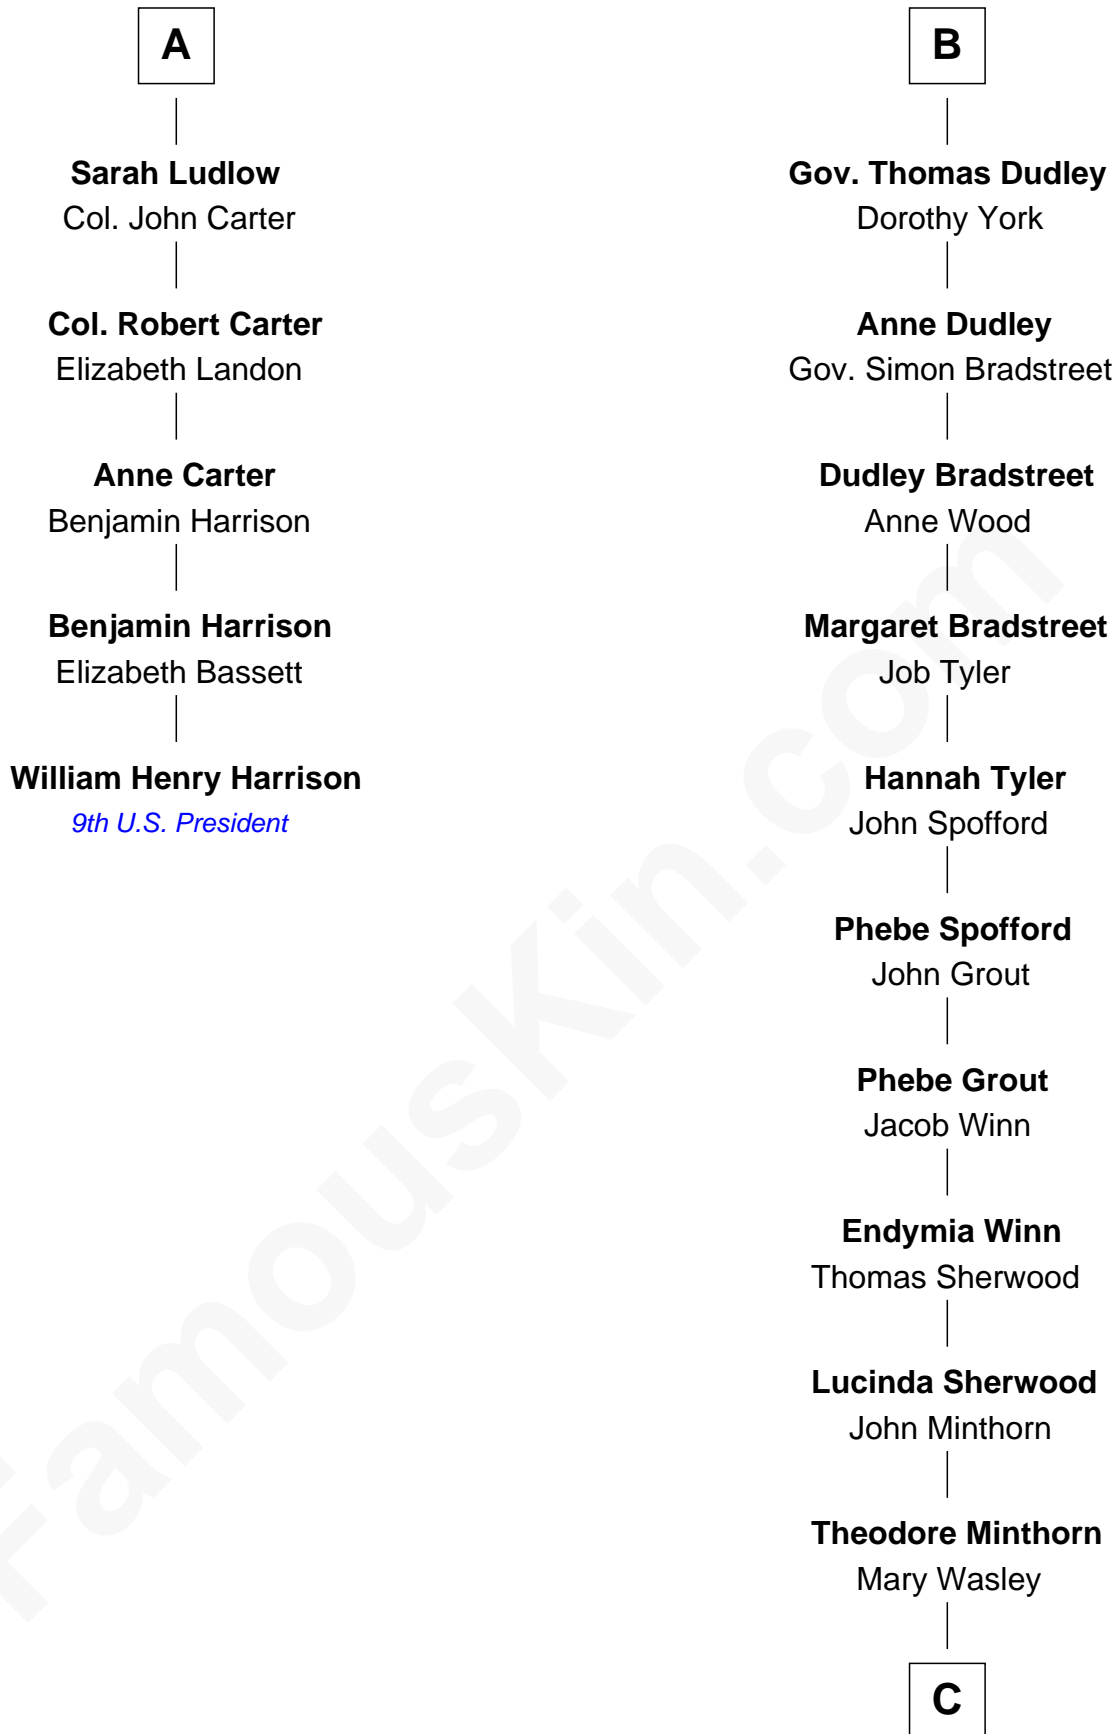 A
Sarah Ludlow
Col. John Carter
Col. Robert Carter
Elizabeth Landon
Anne Carter
Benjamin Harrison
Benjamin Harrison
Elizabeth Bassett
William Henry Harrison
9th U.S. President
B
Gov. Thomas Dudley
Dorothy York
Anne Dudley
Gov. Simon Bradstreet
Dudley Bradstreet
Anne Wood
Margaret Bradstreet
Job Tyler
Hannah Tyler
John Spofford
Phebe Spofford
John Grout
Phebe Grout
Jacob Winn
Endymia Winn
Thomas Sherwood
Lucinda Sherwood
John Minthorn
Theodore Minthorn
Mary Wasley
C
FamousKin.com